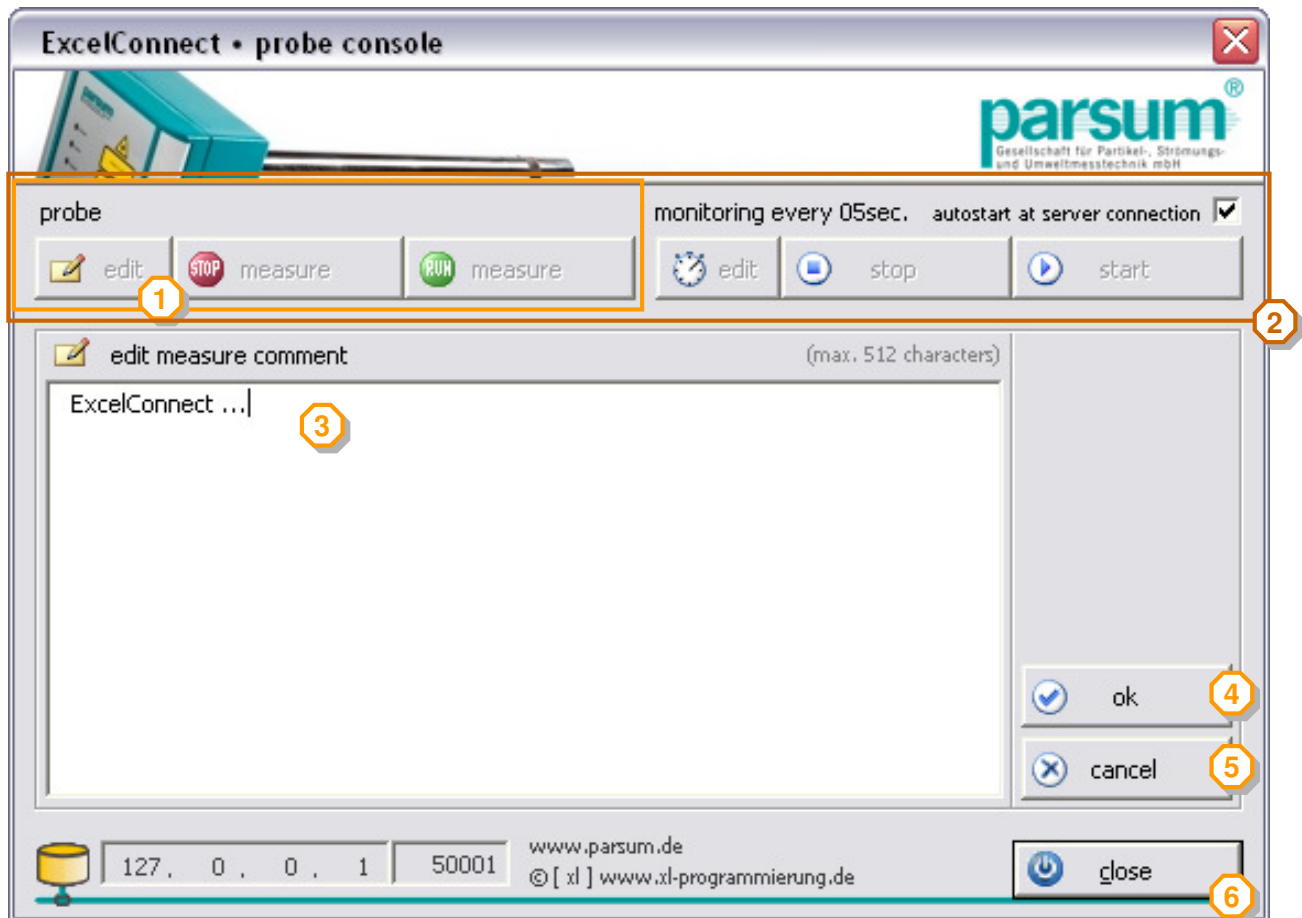 ExcelConnect • probe console
parsum®
Gesellschaft für Partikel-, Strömungs-
und Umweltmesstechnik mbH
probe
monitoring every 05sec. autostart at server connection
edit STOP measure RUN measure edit stop start
1
2
edit measure comment (max. 512 characters)
ExcelConnect ...
3
ok 4
cancel 5
127. 0. 0. 1 50001
www.parsum.de
© [ xl ] www.xl-programmierung.de
close
6